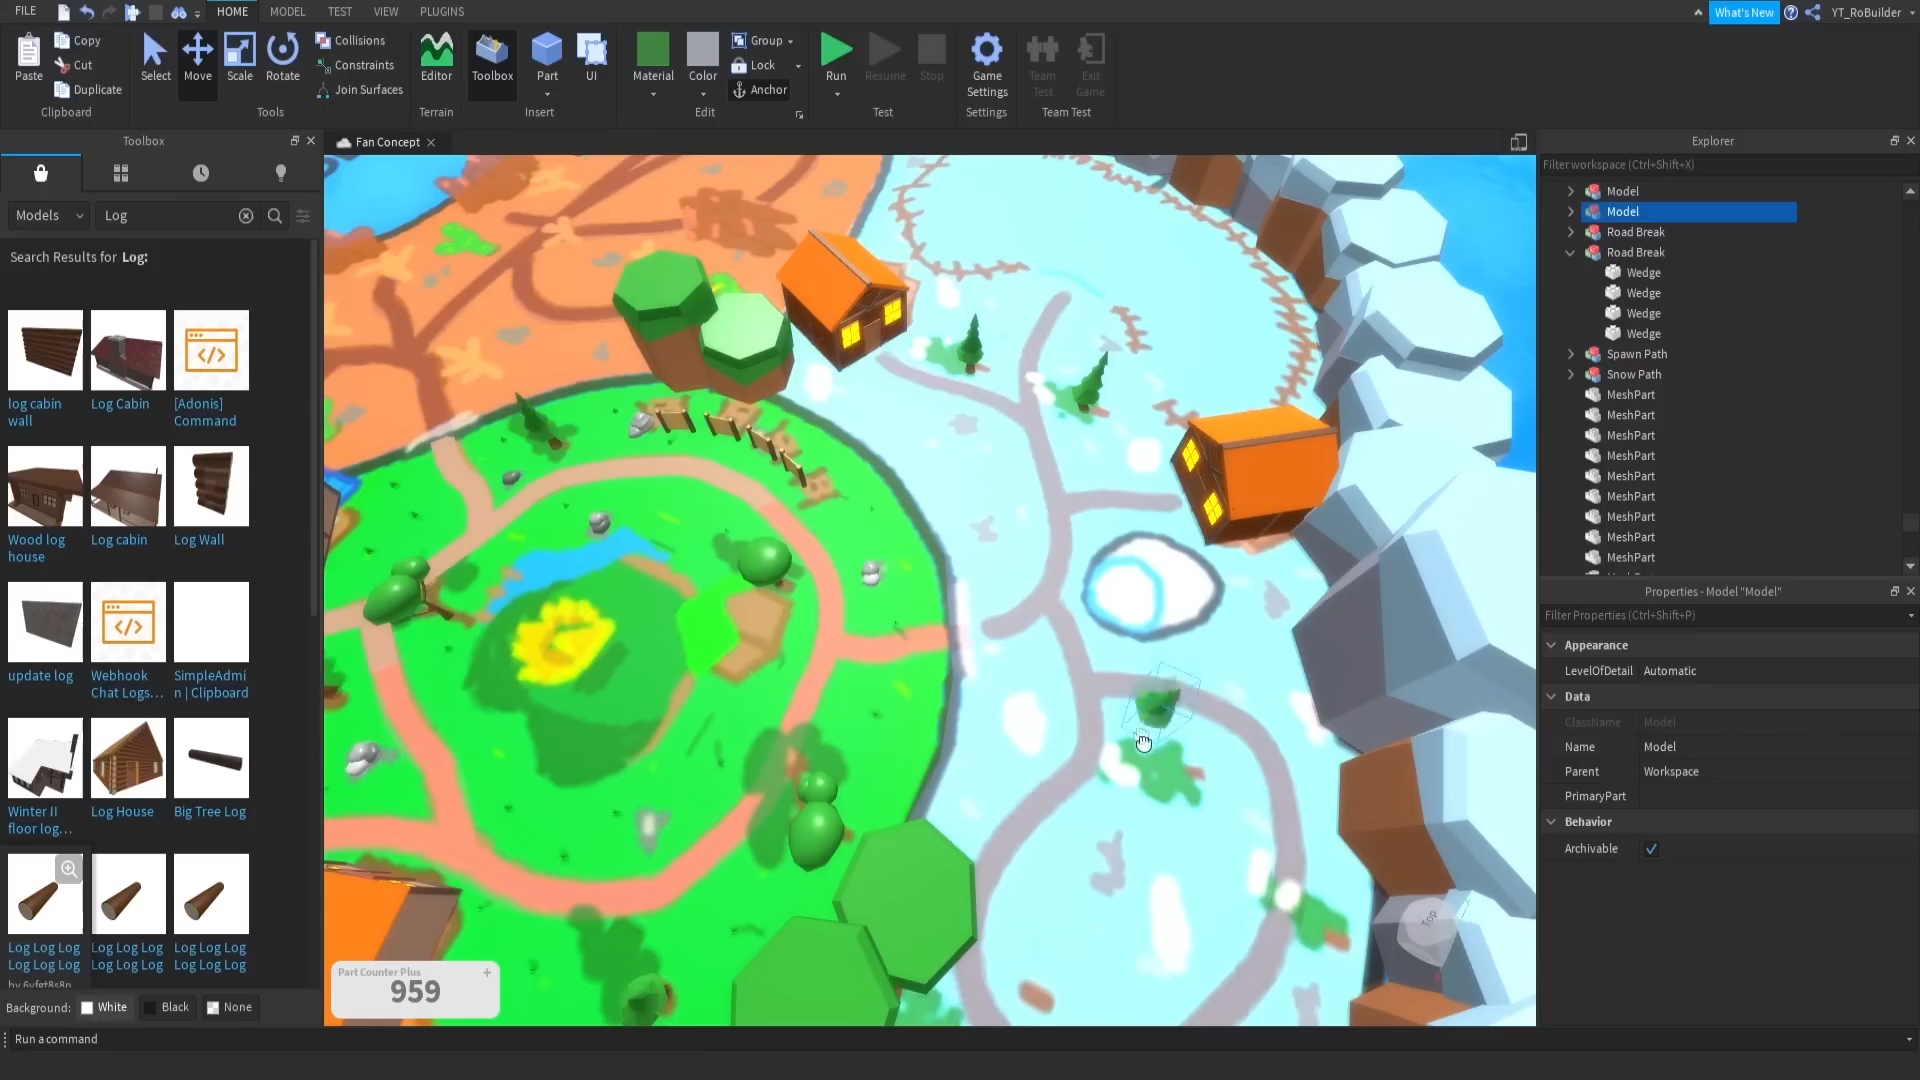 FILE
HOME
MODEL
TEST
VIEW
PLUGINS
What's New
YT_RoBuilder
Paste
Copy
Cut
Duplicate
Clipboard
Select
Move
Scale
Rotate
Collisions
Constraints
Join Surfaces
Tools
Editor
Terrain
Toolbox
Part
UI
Insert
Material
Color
Group
Lock
Anchor
Edit
Run
Resume
Stop
Test
Game
Settings
Settings
Team
Test
Exit
Game
Team Test
Toolbox
Models
Log
Search Results for Log:
log cabin
wall
Log Cabin
[Adonis]
Command
Wood log
house
Log cabin
Log Wall
update log
Webhook
Chat Logs...
SimpleAdmi
n | Clipboard
Winter II
floor log...
Log House
Big Tree Log
Log Log Log
Log Log Log
Log Log Log
Log Log Log
Log Log Log
Log Log Log
Background:
White
Black
None
Run a command
Fan Concept
Part Counter Plus
+
959
Top
Explorer
Filter workspace (Ctrl+Shift+X)
Model
Model
Road Break
Road Break
Wedge
Wedge
Wedge
Wedge
Spawn Path
Snow Path
MeshPart
MeshPart
MeshPart
MeshPart
MeshPart
MeshPart
MeshPart
MeshPart
MeshPart
Properties - Model "Model"
Filter Properties (Ctrl+Shift+P)
Appearance
LevelOfDetail
Automatic
Data
ClassName
Model
Name
Model
Parent
Workspace
PrimaryPart
Behavior
Archivable